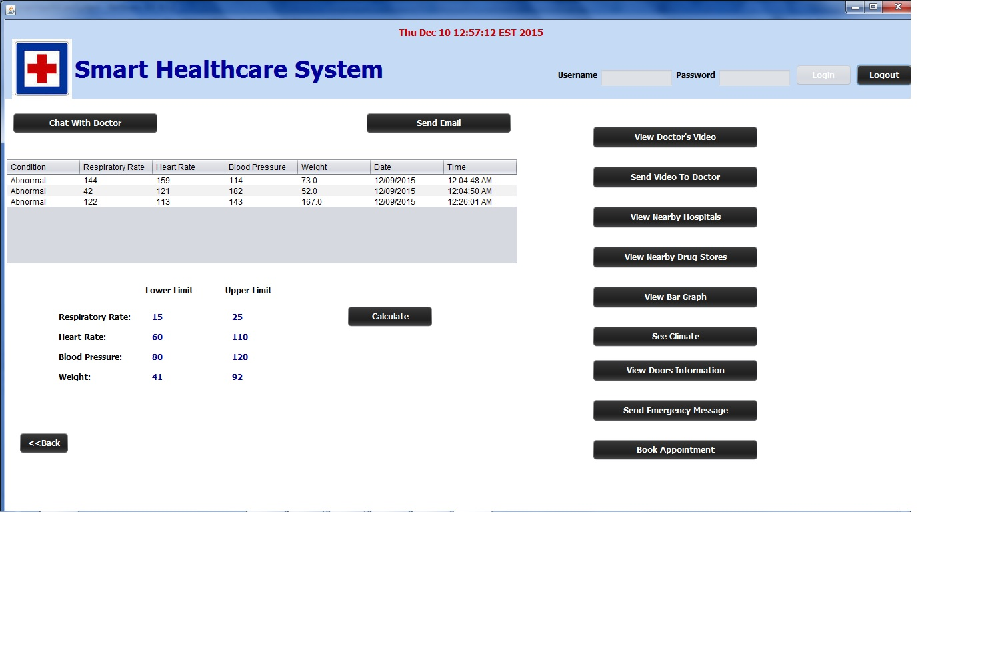 Thu Dec 10 12:57:12 EST 2015
Smart Healthcare System
Username Password Login Logout
Chat With Doctor Send Email
View Doctor's Video
Send Video To Doctor
View Nearby Hospitals
View Nearby Drug Stores
View Bar Graph
See Climate
View Doors Information
Send Emergency Message
Book Appointment
Condition Respiratory Rate Heart Rate Blood Pressure Weight Date Time
Abnormal 144 159 114 73.0 12/09/2015 12:04:48 AM
Abnormal 42 121 182 52.0 12/09/2015 12:04:50 AM
Abnormal 122 113 143 167.0 12/09/2015 12:26:01 AM
Lower Limit Upper Limit
Respiratory Rate: 15 25 Calculate
Heart Rate: 60 110
Blood Pressure: 80 120
Weight: 41 92
<<Back